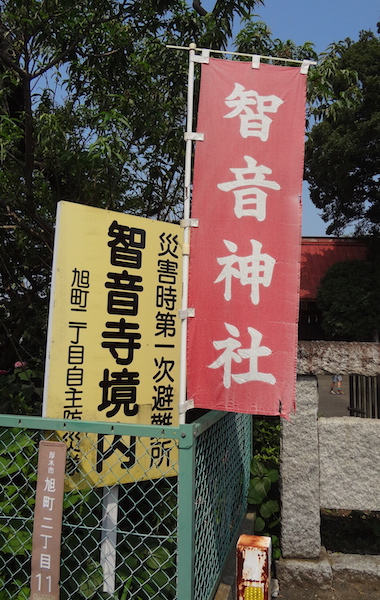 智音神社
災害時第一次避難所
智音寺境内
旭町二丁目自主防災
厚木市
旭町二丁目
11